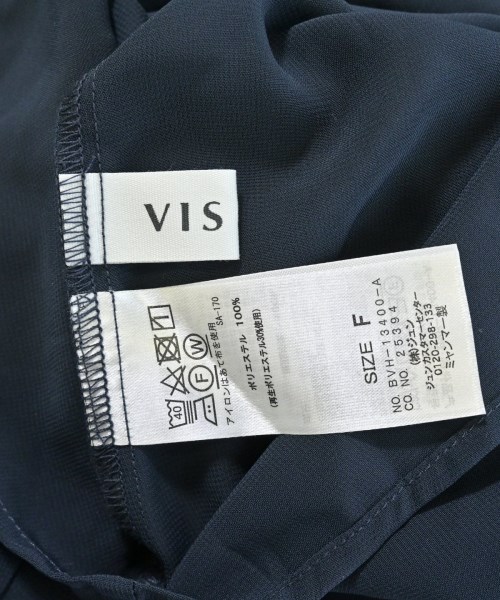 VIS
SIZE F
NO. BVH-13400-A
CO. NO. 25394
(株)ジュン
ジュンカスタマーセンター
0120-298-133
ミャンマー製
ポリエステル 100%
(再生ポリエステル30%使用)
40
F W
アイロンはあて布を使用
SA-170